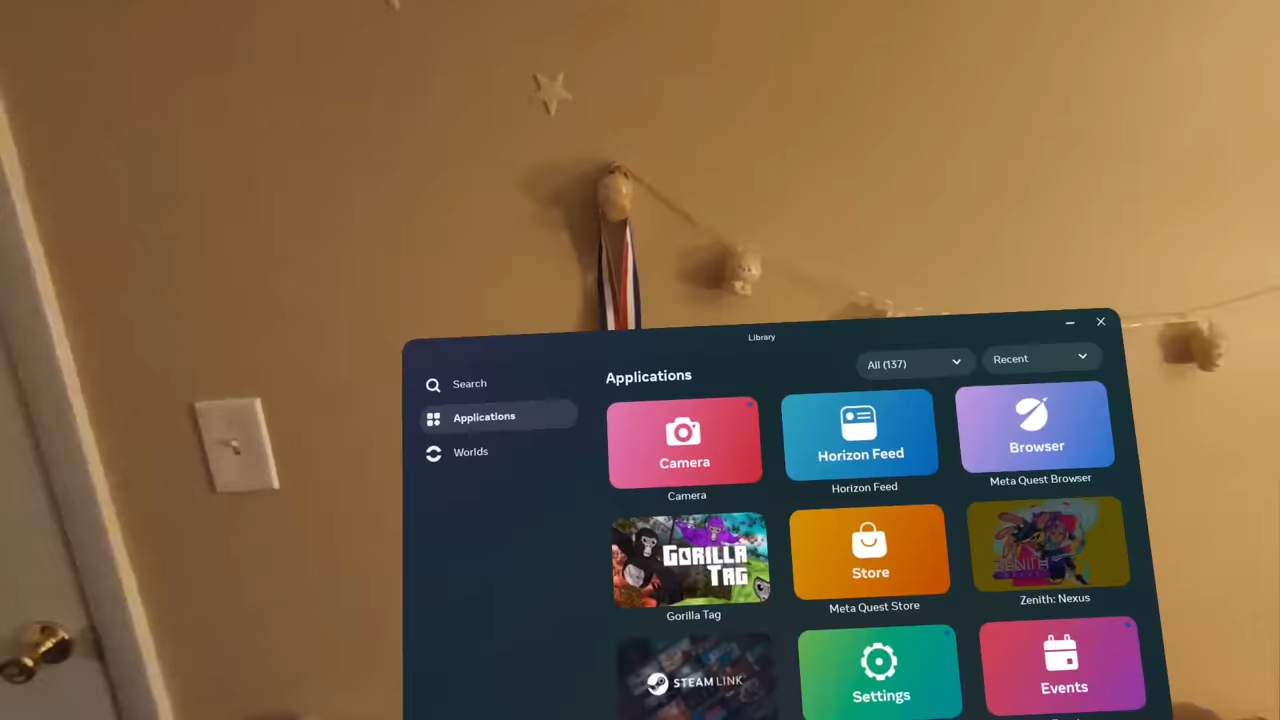 Library
Search
Applications
Worlds
Applications
All (137)
Recent
Camera
Camera
Horizon Feed
Horizon Feed
Browser
Meta Quest Browser
GORILLA
TAG
Gorilla Tag
Store
Meta Quest Store
ZENITH
Zenith: Nexus
STEAM LINK
Settings
Events